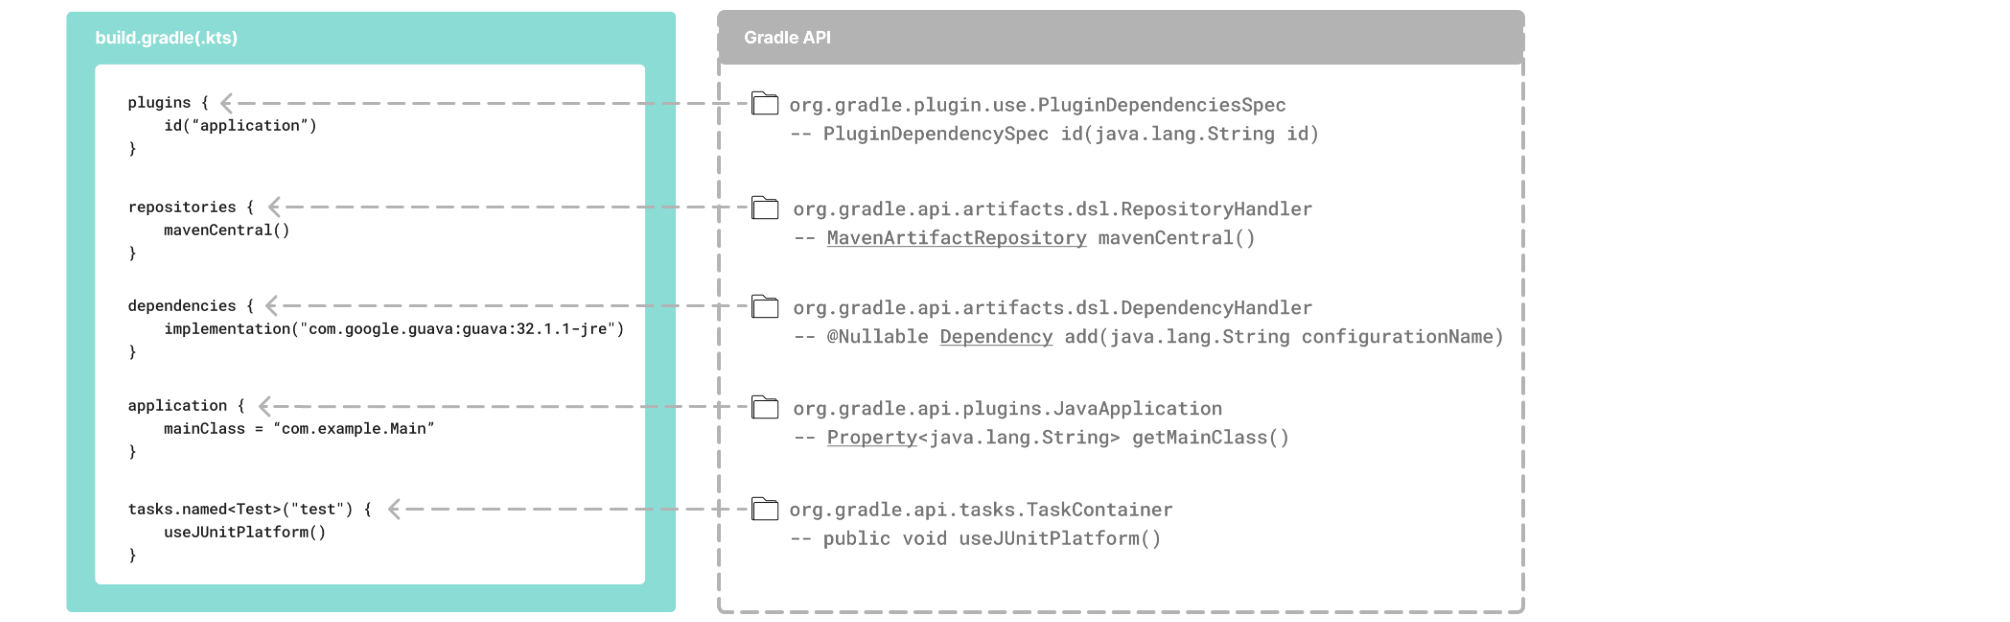 build.gradle(.kts)
plugins {
    id(“application”)
}
repositories {
    mavenCentral()
}
dependencies {
    implementation("com.google.guava:guava:32.1.1-jre")
}
application {
    mainClass = “com.example.Main”
}
tasks.named<Test>("test") {
    useJUnitPlatform()
}
Gradle API
org.gradle.plugin.use.PluginDependenciesSpec
-- PluginDependencySpec id(java.lang.String id)
org.gradle.api.artifacts.dsl.RepositoryHandler
-- MavenArtifactRepository mavenCentral()
org.gradle.api.artifacts.dsl.DependencyHandler
-- @Nullable Dependency add(java.lang.String configurationName)
org.gradle.api.plugins.JavaApplication
-- Property<java.lang.String> getMainClass()
org.gradle.api.tasks.TaskContainer
-- public void useJUnitPlatform()